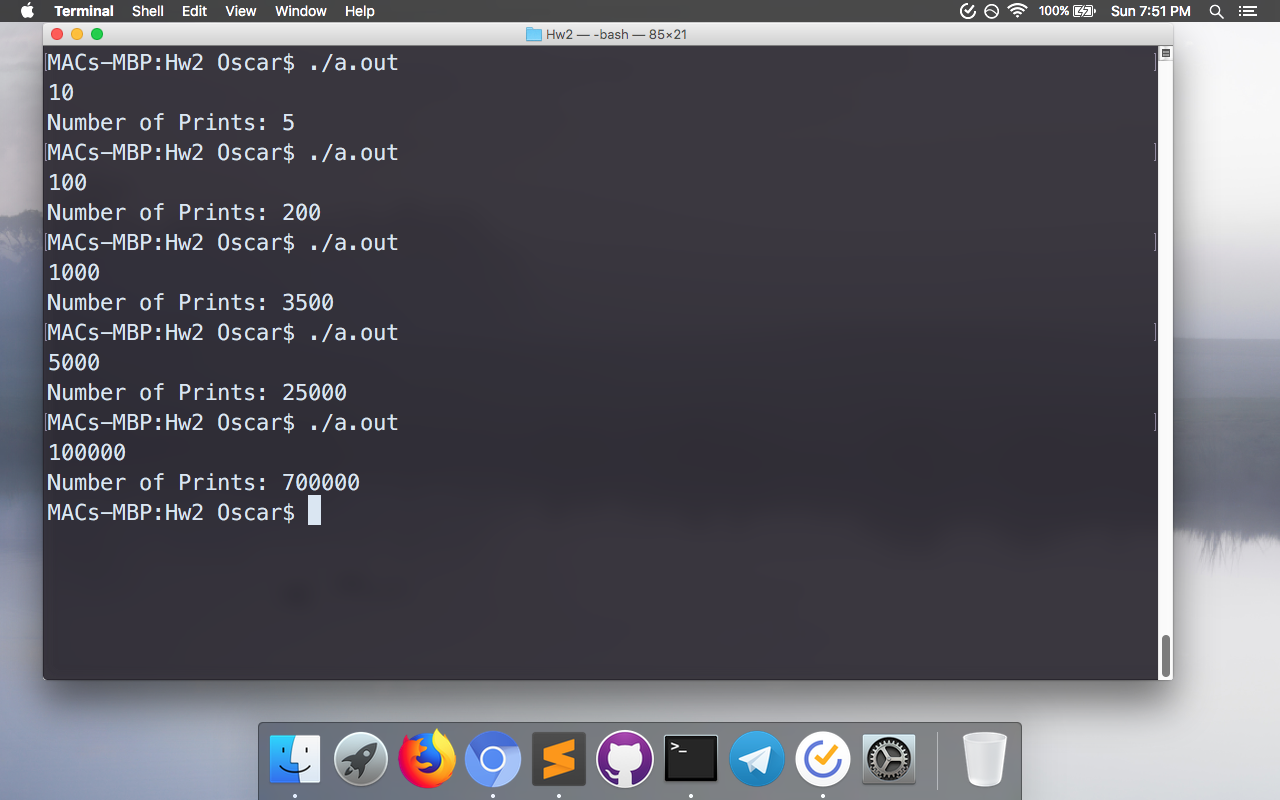 Terminal Shell Edit View Window Help 100% Sun 7:51 PM
Hw2 — -bash — 85×21
[MACs-MBP:Hw2 Oscar$ ./a.out ]
10
Number of Prints: 5
[MACs-MBP:Hw2 Oscar$ ./a.out ]
100
Number of Prints: 200
[MACs-MBP:Hw2 Oscar$ ./a.out ]
1000
Number of Prints: 3500
[MACs-MBP:Hw2 Oscar$ ./a.out ]
5000
Number of Prints: 25000
[MACs-MBP:Hw2 Oscar$ ./a.out ]
100000
Number of Prints: 700000
MACs-MBP:Hw2 Oscar$
>_